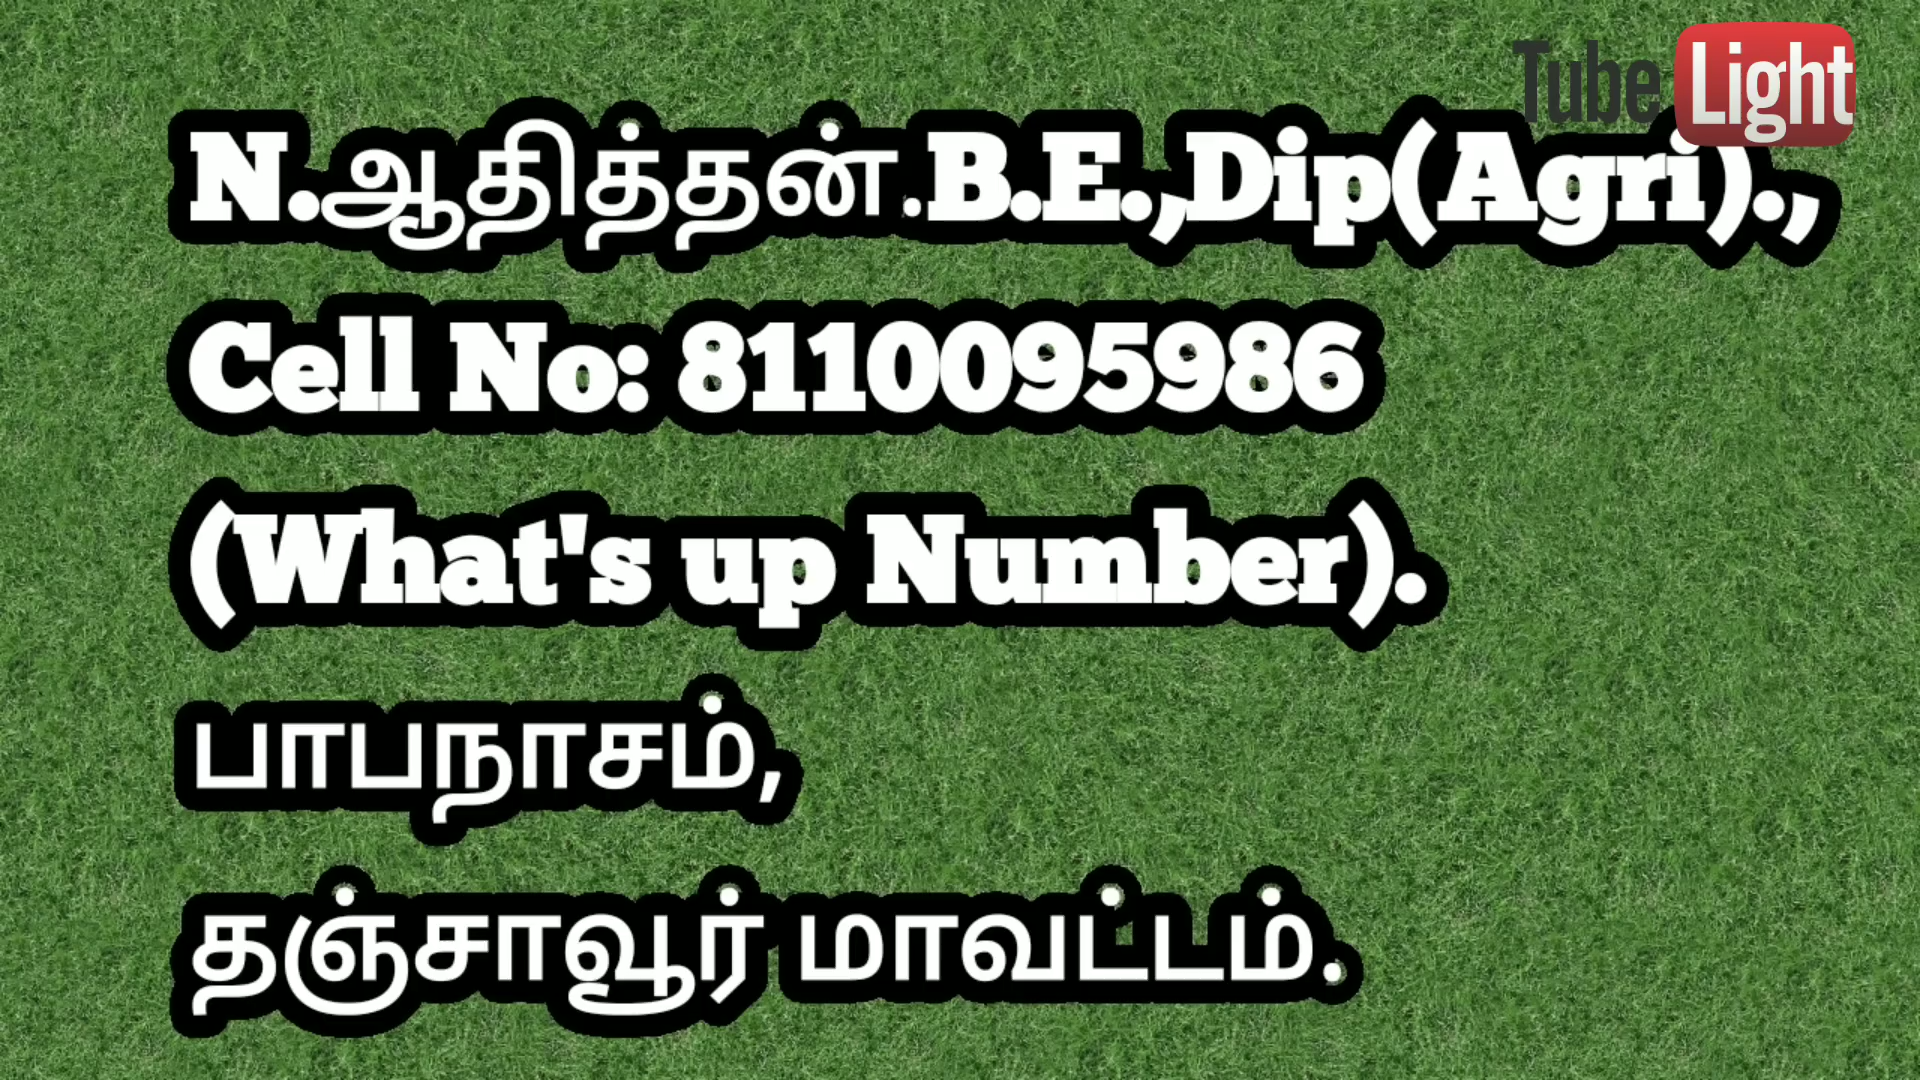 Tube Light
N.ஆதித்தன்.B.E.,Dip(Agri).,
Cell No: 8110095986
(What's up Number).
பாபநாசம்,
தஞ்சாவூர் மாவட்டம்.